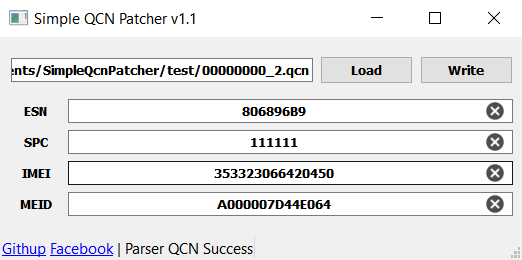 Simple QCN Patcher v1.1
ents/SimpleQcnPatcher/test/00000000_2.qcn Load Write
ESN 806896B9
SPC 111111
IMEI 353323066420450
MEID A000007D44E064
Githup Facebook | Parser QCN Success